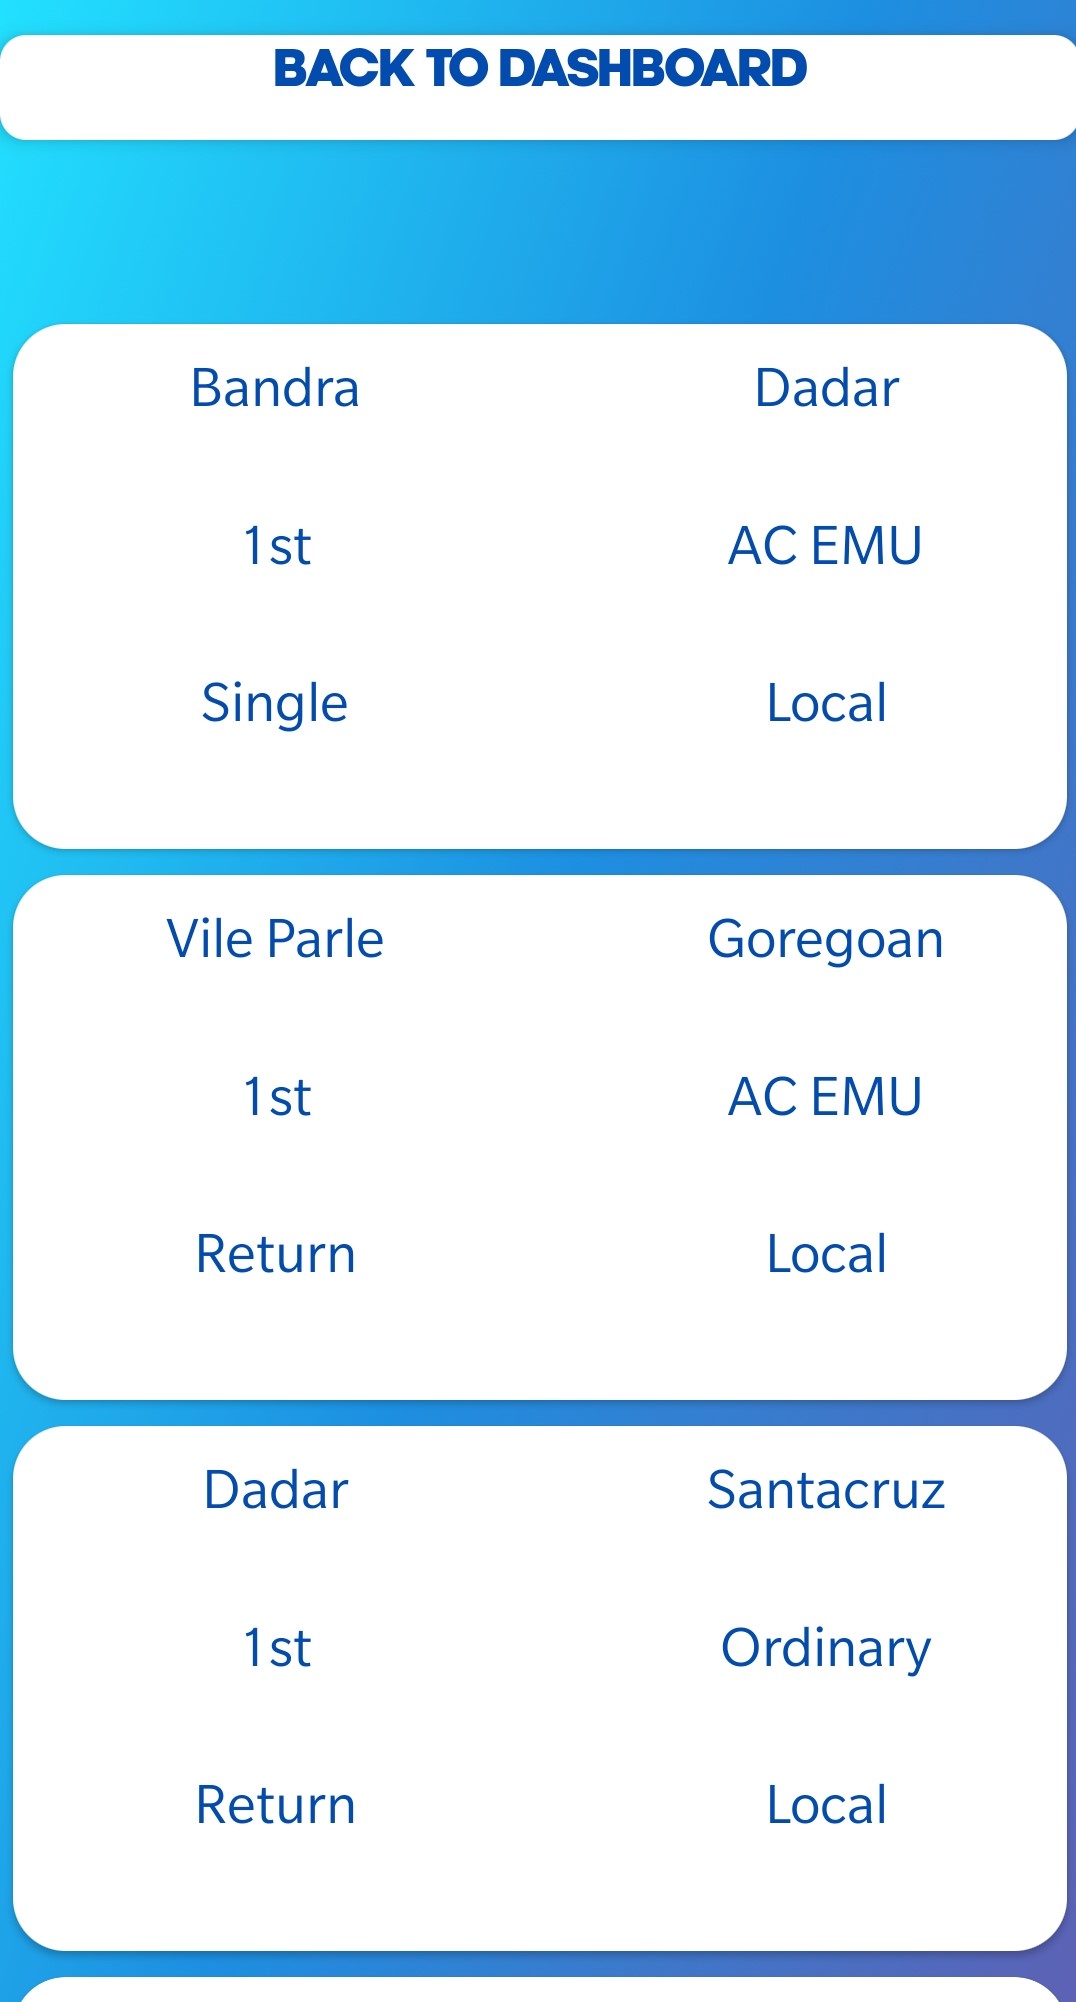 BACK TO DASHBOARD
Bandra Dadar
1st AC EMU
Single Local
Vile Parle Goregoan
1st AC EMU
Return Local
Dadar Santacruz
1st Ordinary
Return Local